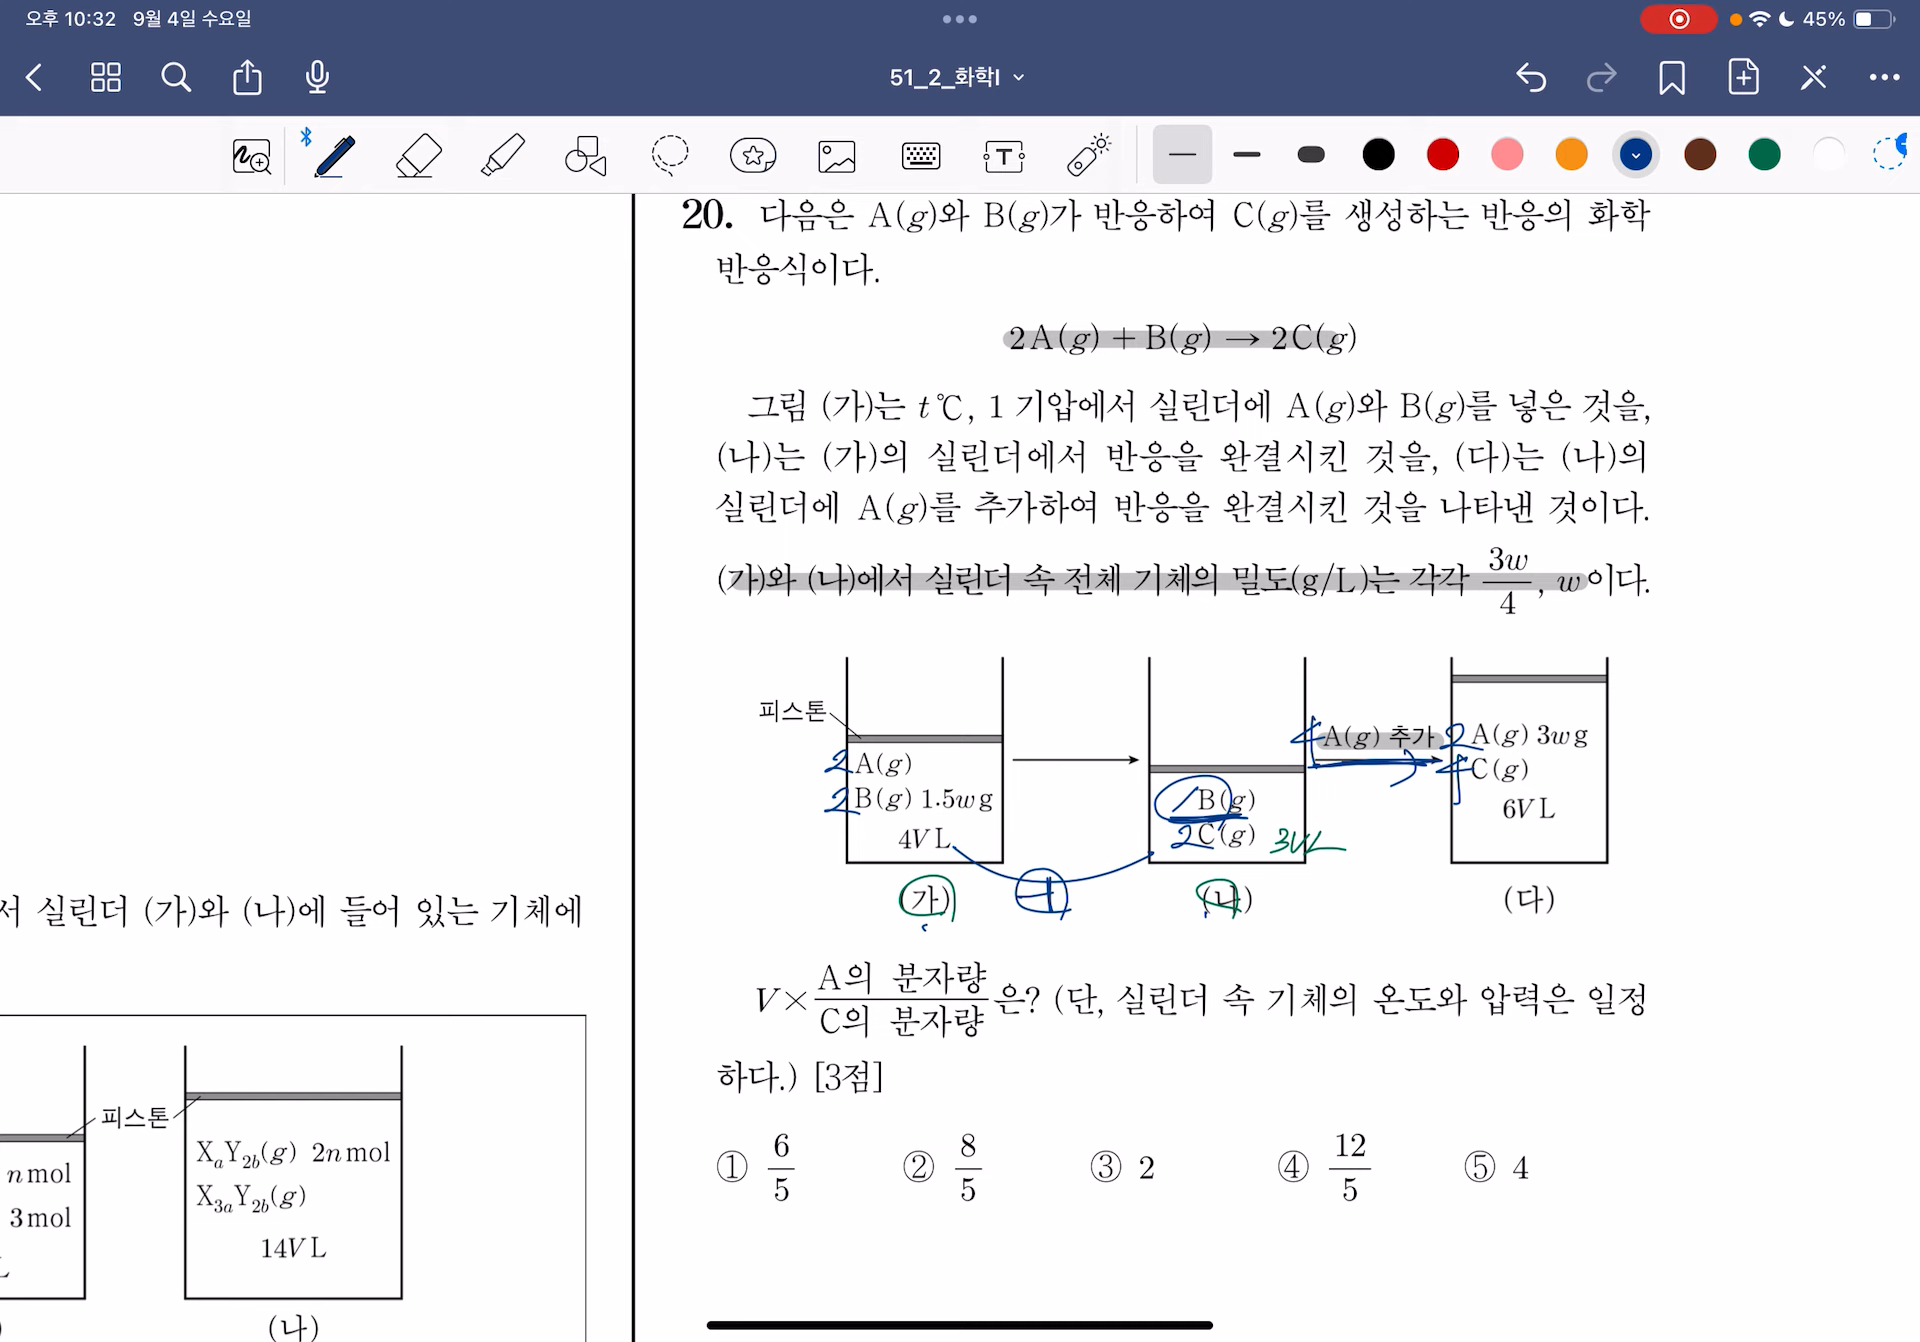 오후 10:32 9월 4일 수요일
45%
51_2_화학I
20. 다음은 A(g)와 B(g)가 반응하여 C(g)를 생성하는 반응의 화학
반응식이다.
2A(g) + B(g) → 2C(g)
그림 (가)는 t℃, 1 기압에서 실린더에 A(g)와 B(g)를 넣은 것을,
(나)는 (가)의 실린더에서 반응을 완결시킨 것을, (다)는 (나)의
실린더에 A(g)를 추가하여 반응을 완결시킨 것을 나타낸 것이다.
(가)와 (나)에서 실린더 속 전체 기체의 밀도(g/L)는 각각 3w/4, w이다.
피스톤
2 A(g)
2 B(g) 1.5wg
4V L
(가)
-1
1 B(g)
2 C(g) 3VL
(나)
4 A(g) 추가
2 A(g) 3wg
4 C(g)
6V L
(다)
V× A의 분자량/C의 분자량 은? (단, 실린더 속 기체의 온도와 압력은 일정
하다.) [3점]
① 6/5 ② 8/5 ③ 2 ④ 12/5 ⑤ 4
서 실린더 (가)와 (나)에 들어 있는 기체에
피스톤
n mol
3 mol
XaY2b(g) 2n mol
X3aY2b(g)
14V L
(나)